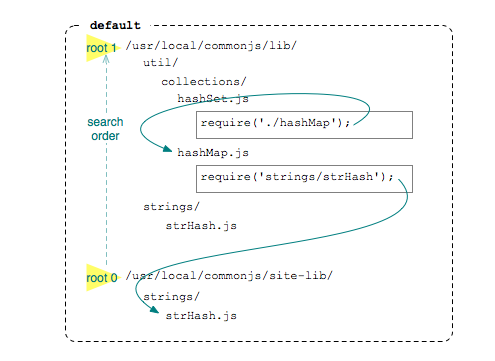 default
root 1 /usr/local/commonjs/lib/
util/
collections/
hashSet.js
require('./hashMap');
search
order
hashMap.js
require('strings/strHash');
strings/
strHash.js
root 0 /usr/local/commonjs/site-lib/
strings/
strHash.js